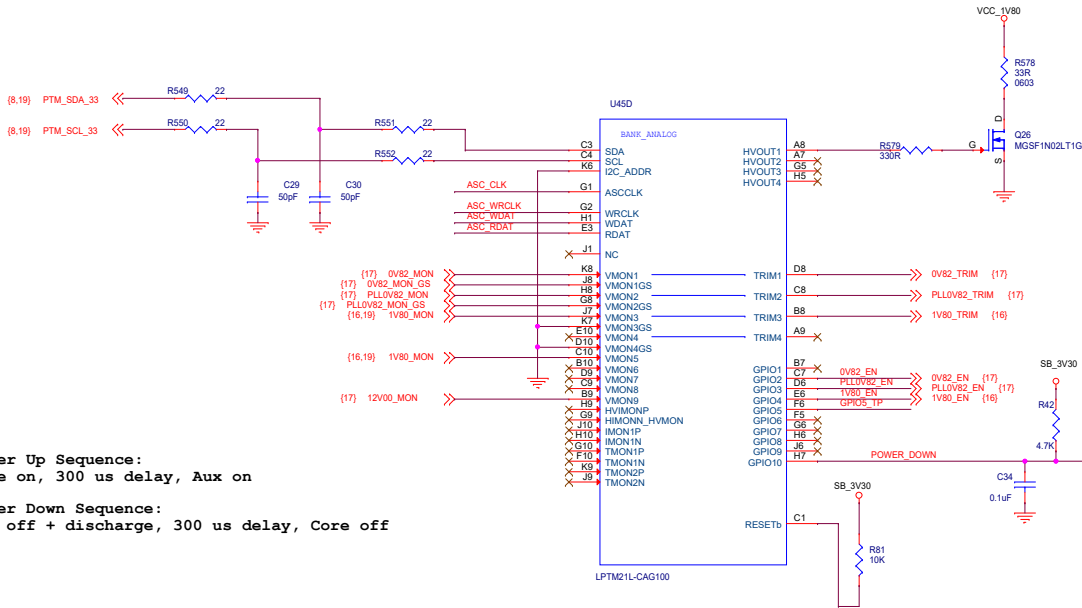 VCC_1V80
R578
33R
0603
{8,19} PTM_SDA_33
R549 22
{8,19} PTM_SCL_33
R550 22
R551 22
R552 22
C29
50pF
C30
50pF
U45D
BANK_ANALOG
C3 SDA
C4 SCL
K6 I2C_ADDR
ASC_CLK G1 ASCCLK
ASC_WRCLK G2 WRCLK
ASC_WDAT H1 WDAT
ASC_RDAT E3 RDAT
J1 NC
{17} 0V82_MON K8 VMON1
{17} 0V82_MON_GS J8 VMON1GS
{17} PLL0V82_MON H8 VMON2
{17} PLL0V82_MON_GS G8 VMON2GS
{16,19} 1V80_MON J7 VMON3
K7 VMON3GS
E10 VMON4
D10 VMON4GS
{16,19} 1V80_MON C10 VMON5
B10 VMON6
D9 VMON7
C9 VMON8
{17} 12V00_MON B9 VMON9
H9 HVIMONP
G9 HIMONN_HVMON
J10 IMON1P
H10 IMON1N
G10 TMON1P
F10 TMON1N
K9 TMON2P
J9 TMON2N
HVOUT1 A8
HVOUT2 A7
HVOUT3 G5
HVOUT4 H5
R579
330R
D
G
S
Q26
MGSF1N02LT1G
TRIM1 D8 0V82_TRIM {17}
TRIM2 C8 PLL0V82_TRIM {17}
TRIM3 B8 1V80_TRIM {16}
TRIM4 A9
GPIO1 B7
GPIO2 C7 0V82_EN 0V82_EN {17}
GPIO3 D6 PLL0V82_EN PLL0V82_EN {17}
GPIO4 E6 1V80_EN 1V80_EN {16}
GPIO5 F6 GPIO5_TP
GPIO6 F5
GPIO7 G6
GPIO8 H6
GPIO9 J6
GPIO10 H7 POWER_DOWN
SB_3V30
R42
4.7K
C34
0.1uF
RESETb C1
SB_3V30
R81
10K
LPTM21L-CAG100
er Up Sequence:
e on, 300 us delay, Aux on
er Down Sequence:
off + discharge, 300 us delay, Core off